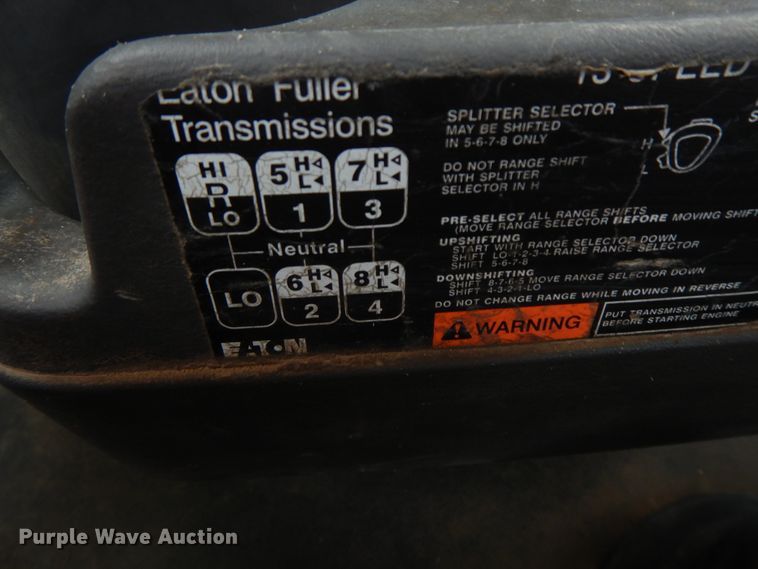 Eaton Fuller
Transmissions
HI
R
LO
5 H
L
1
7 H
L
3
Neutral
LO
6 H
L
2
8 H
L
4
EATON
13 SPEED
SPLITTER SELECTOR
MAY BE SHIFTED
IN 5-6-7-8 ONLY
DO NOT RANGE SHIFT
WITH SPLITTER
SELECTOR IN H
H
L
PRE-SELECT ALL RANGE SHIFTS
(MOVE RANGE SELECTOR BEFORE MOVING SHIFT
UPSHIFTING
START WITH RANGE SELECTOR DOWN
SHIFT LO-1-2-3-4 RAISE RANGE SELECTOR
SHIFT 5-6-7-8
DOWNSHIFTING
SHIFT 8-7-6-5 MOVE RANGE SELECTOR DOWN
SHIFT 4-3-2-1-LO
DO NOT CHANGE RANGE WHILE MOVING IN REVERSE
WARNING
PUT TRANSMISSION IN NEUTR
BEFORE STARTING ENGINE
Purple Wave Auction